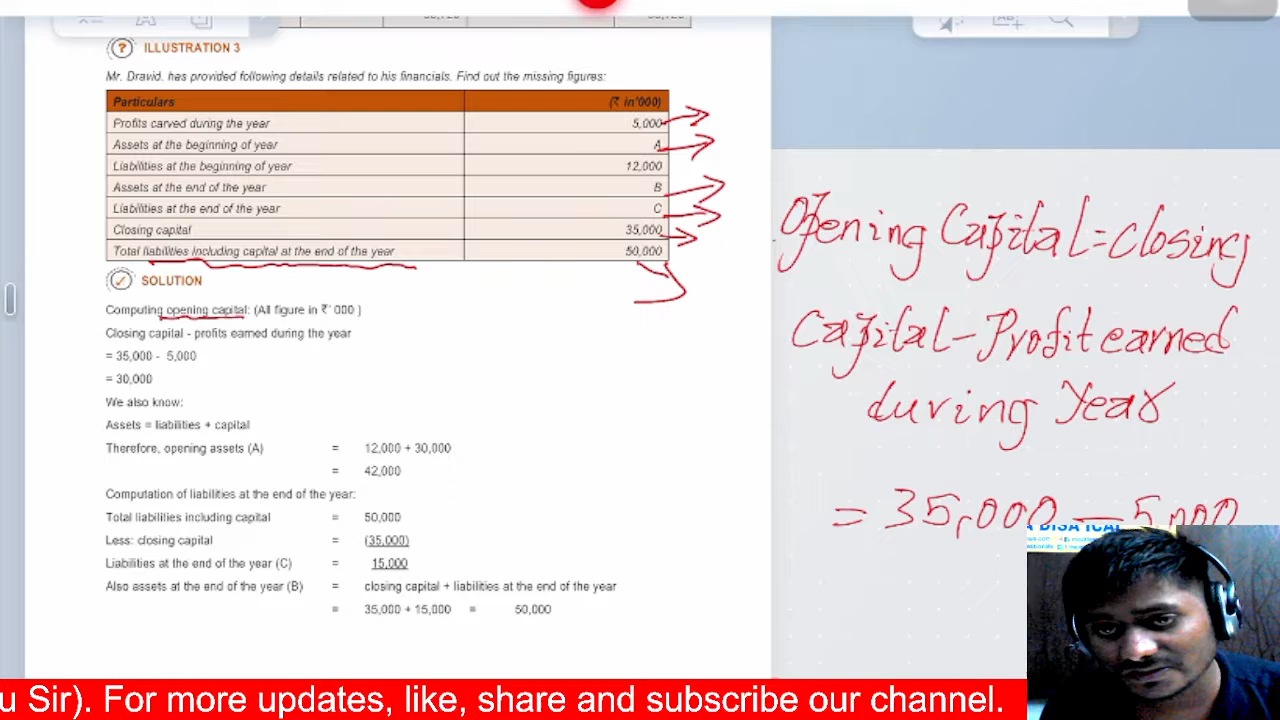 ILLUSTRATION 3
Mr. Dravid. has provided following details related to his financials. Find out the missing figures:
Particulars (₹ in'000)
Profits carved during the year 5,000
Assets at the beginning of year A
Liabilities at the beginning of year 12,000
Assets at the end of the year B
Liabilities at the end of the year C
Closing capital 35,000
Total liabilities including capital at the end of the year 50,000
SOLUTION
Computing opening capital: (All figure in ₹' 000 )
Closing capital - profits earned during the year
= 35,000 - 5,000
= 30,000
We also know:
Assets = liabilities + capital
Therefore, opening assets (A) = 12,000 + 30,000
= 42,000
Computation of liabilities at the end of the year:
Total liabilities including capital = 50,000
Less: closing capital = (35,000)
Liabilities at the end of the year (C) = 15,000
Also assets at the end of the year (B) = closing capital + liabilities at the end of the year
= 35,000 + 15,000 = 50,000
Opening Capital = Closing
Capital - Profit earned
during Year
= 35,000 - 5,000
u Sir). For more updates, like, share and subscribe our channel.